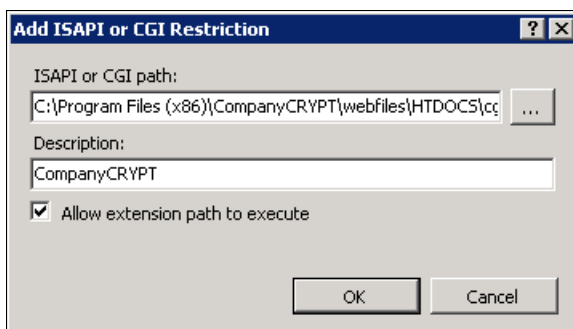 Add ISAPI or CGI Restriction
ISAPI or CGI path:
C:\Program Files (x86)\CompanyCRYPT\webfiles\HTDOCS\cg
...
Description:
CompanyCRYPT
Allow extension path to execute
OK
Cancel